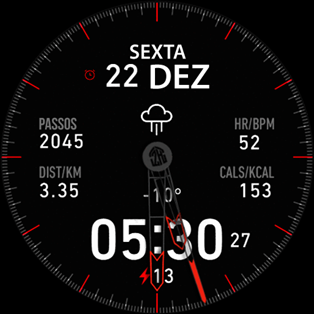 SEXTA
22 DEZ
PASSOS
2045
HR/BPM
52
DIST/KM
3.35
CALS/KCAL
153
-10°
05:30 27
13